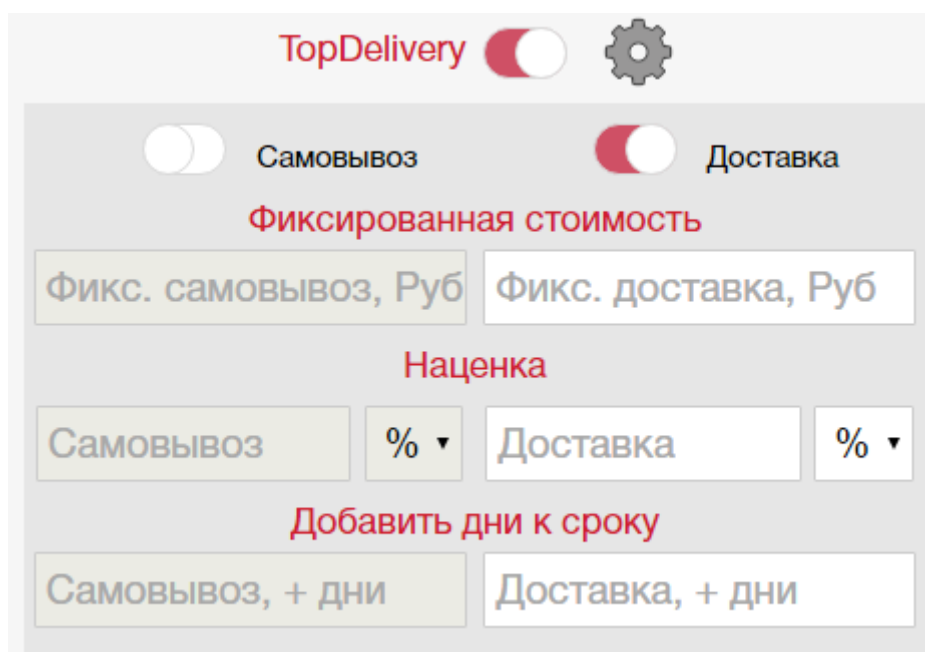 TopDelivery
Самовывоз Доставка
Фиксированная стоимость
Фикс. самовывоз, Руб Фикс. доставка, Руб
Наценка
Самовывоз % Доставка %
Добавить дни к сроку
Самовывоз, + дни Доставка, + дни